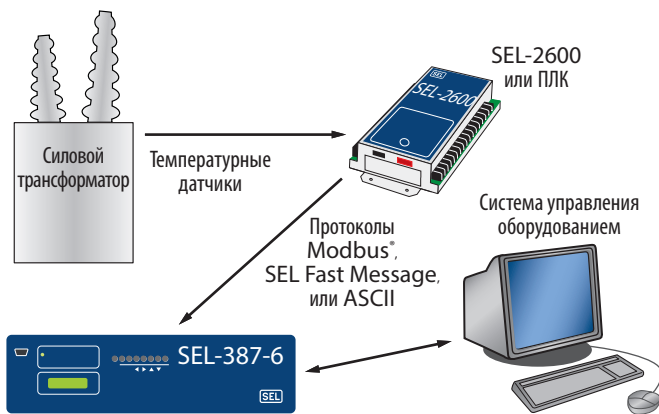 SEL-2600
или ПЛК
SEL
SEL-2600
Силовой
трансформатор
Температурные
датчики
Протоколы
Modbus®,
SEL Fast Message,
или ASCII
Система управления
оборудованием
SEL-387-6
SEL